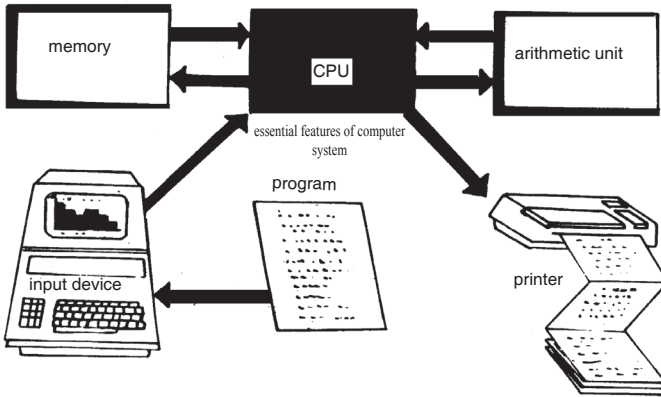 memory
CPU
arithmetic unit
essential features of computer
system
program
input device
printer